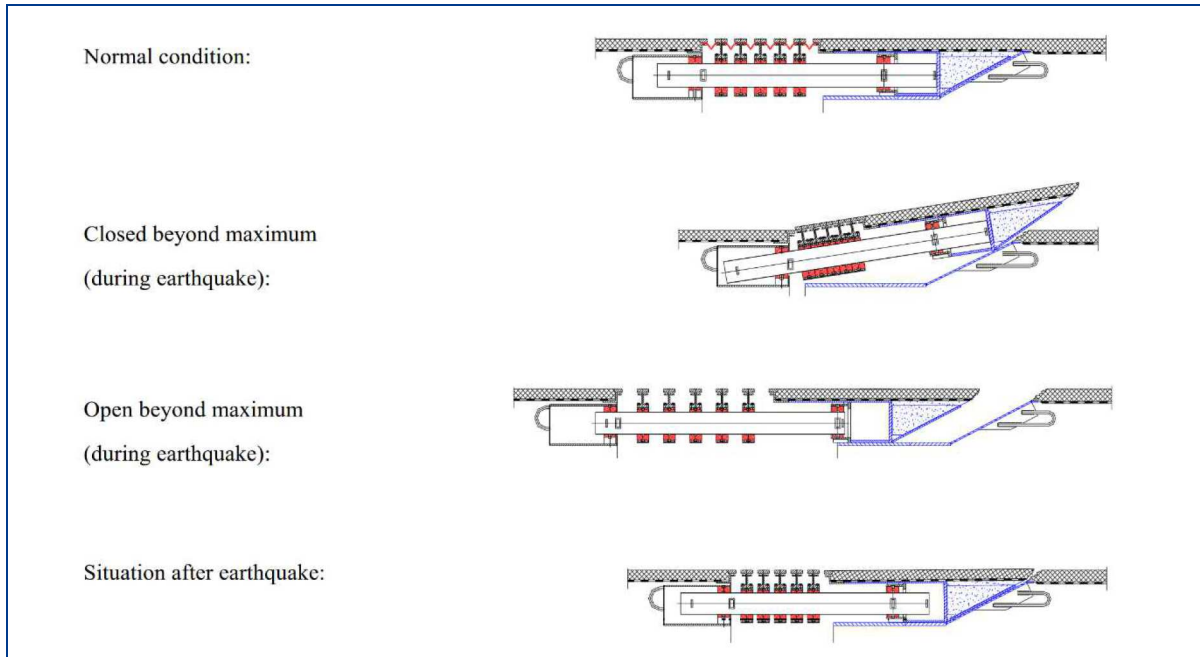 Normal condition:
Closed beyond maximum
(during earthquake):
Open beyond maximum
(during earthquake):
Situation after earthquake: